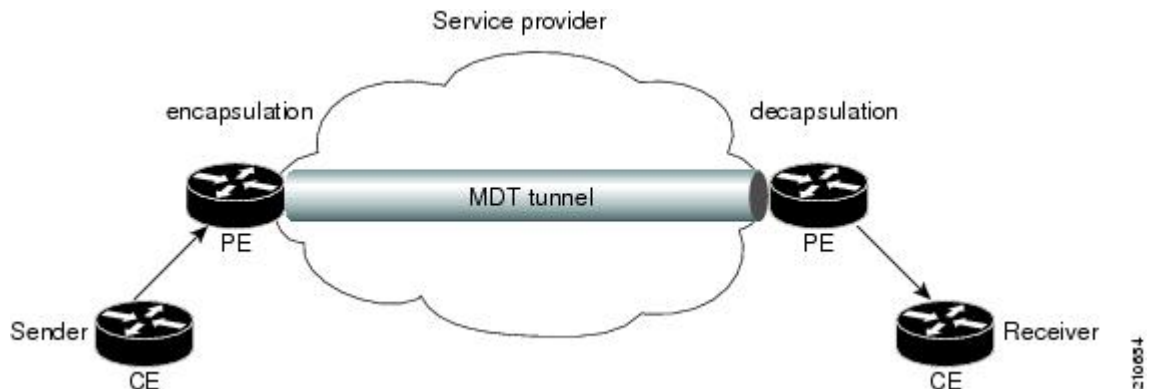 Service provider
encapsulation
decapsulation
MDT tunnel
PE
PE
Sender
Receiver
CE
CE
210654